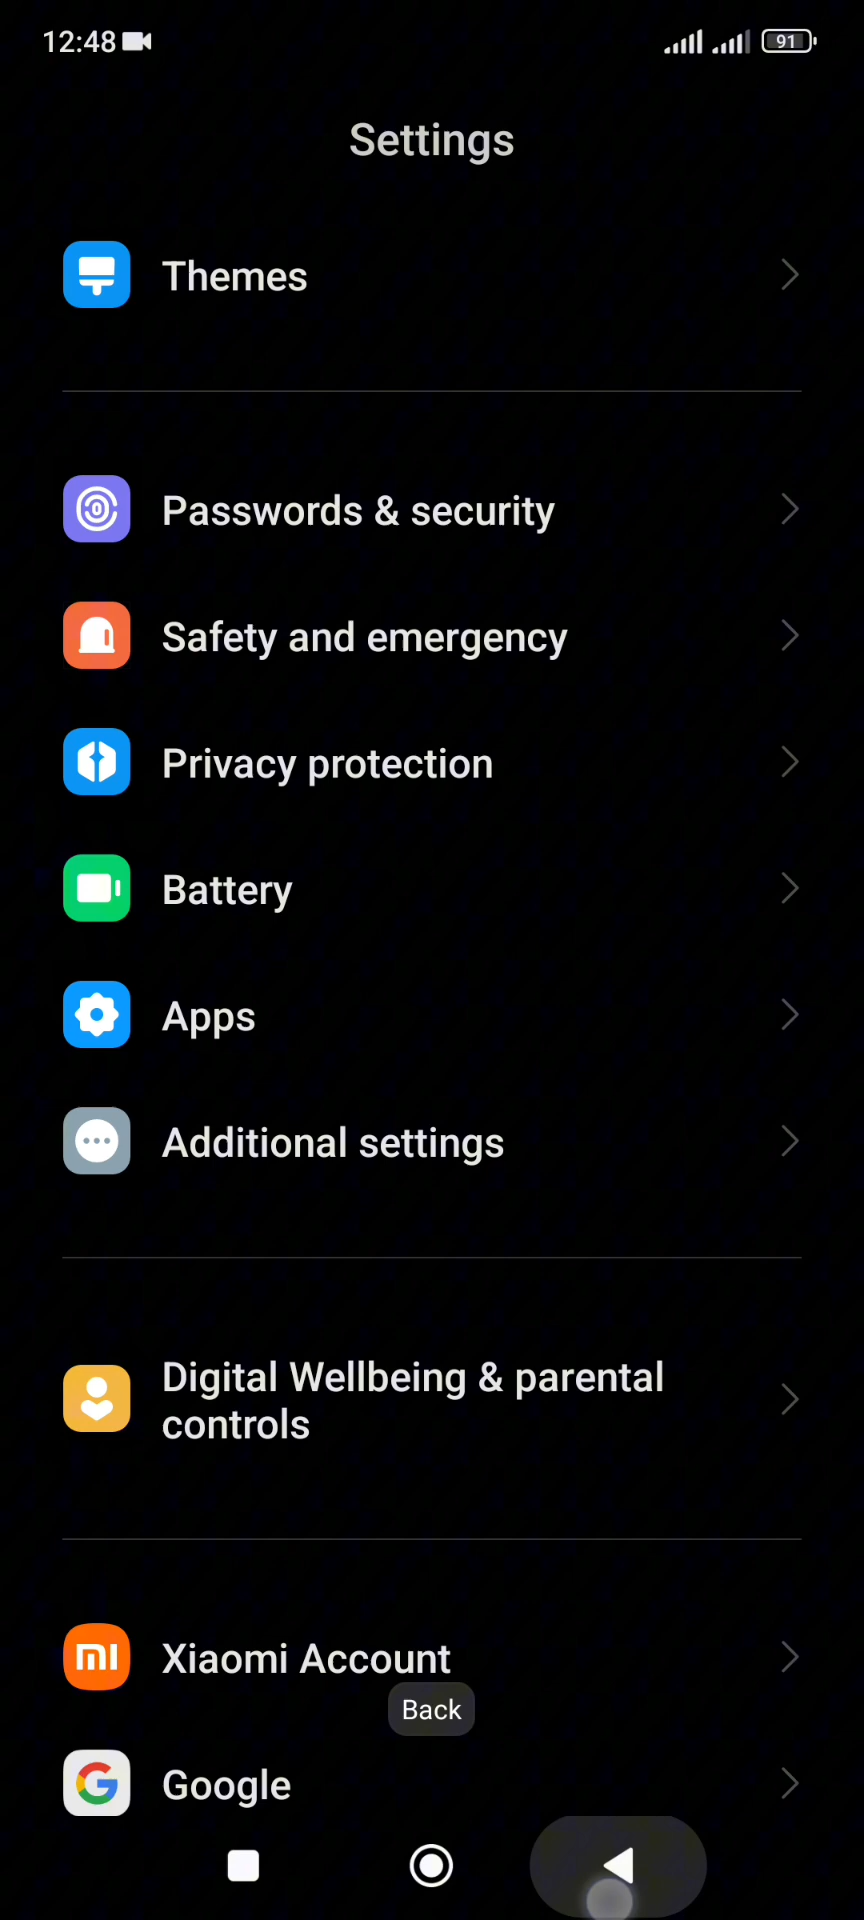 12:48
91
Settings
Themes
Passwords & security
Safety and emergency
Privacy protection
Battery
Apps
Additional settings
Digital Wellbeing & parental
controls
Xiaomi Account
Back
Google